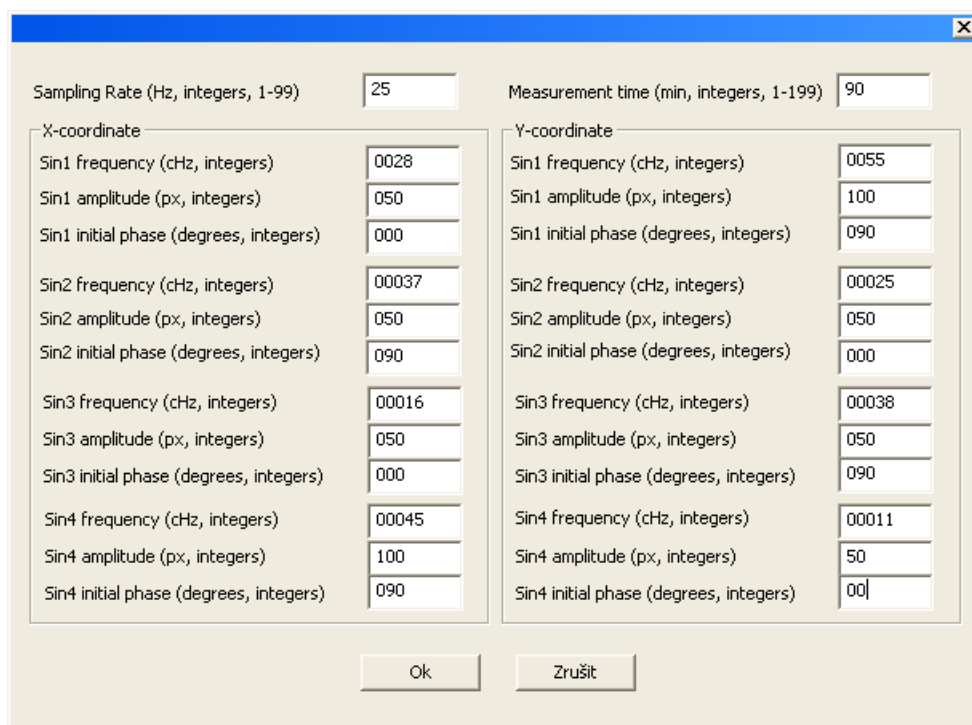 Sampling Rate (Hz, integers, 1-99) 25 Measurement time (min, integers, 1-199) 90
X-coordinate
Sin1 frequency (cHz, integers) 0028
Sin1 amplitude (px, integers) 050
Sin1 initial phase (degrees, integers) 000
Sin2 frequency (cHz, integers) 00037
Sin2 amplitude (px, integers) 050
Sin2 initial phase (degrees, integers) 090
Sin3 frequency (cHz, integers) 00016
Sin3 amplitude (px, integers) 050
Sin3 initial phase (degrees, integers) 000
Sin4 frequency (cHz, integers) 00045
Sin4 amplitude (px, integers) 100
Sin4 initial phase (degrees, integers) 090
Y-coordinate
Sin1 frequency (cHz, integers) 0055
Sin1 amplitude (px, integers) 100
Sin1 initial phase (degrees, integers) 090
Sin2 frequency (cHz, integers) 00025
Sin2 amplitude (px, integers) 050
Sin2 initial phase (degrees, integers) 000
Sin3 frequency (cHz, integers) 00038
Sin3 amplitude (px, integers) 050
Sin3 initial phase (degrees, integers) 090
Sin4 frequency (cHz, integers) 00011
Sin4 amplitude (px, integers) 50
Sin4 initial phase (degrees, integers) 00
Ok Zrušit